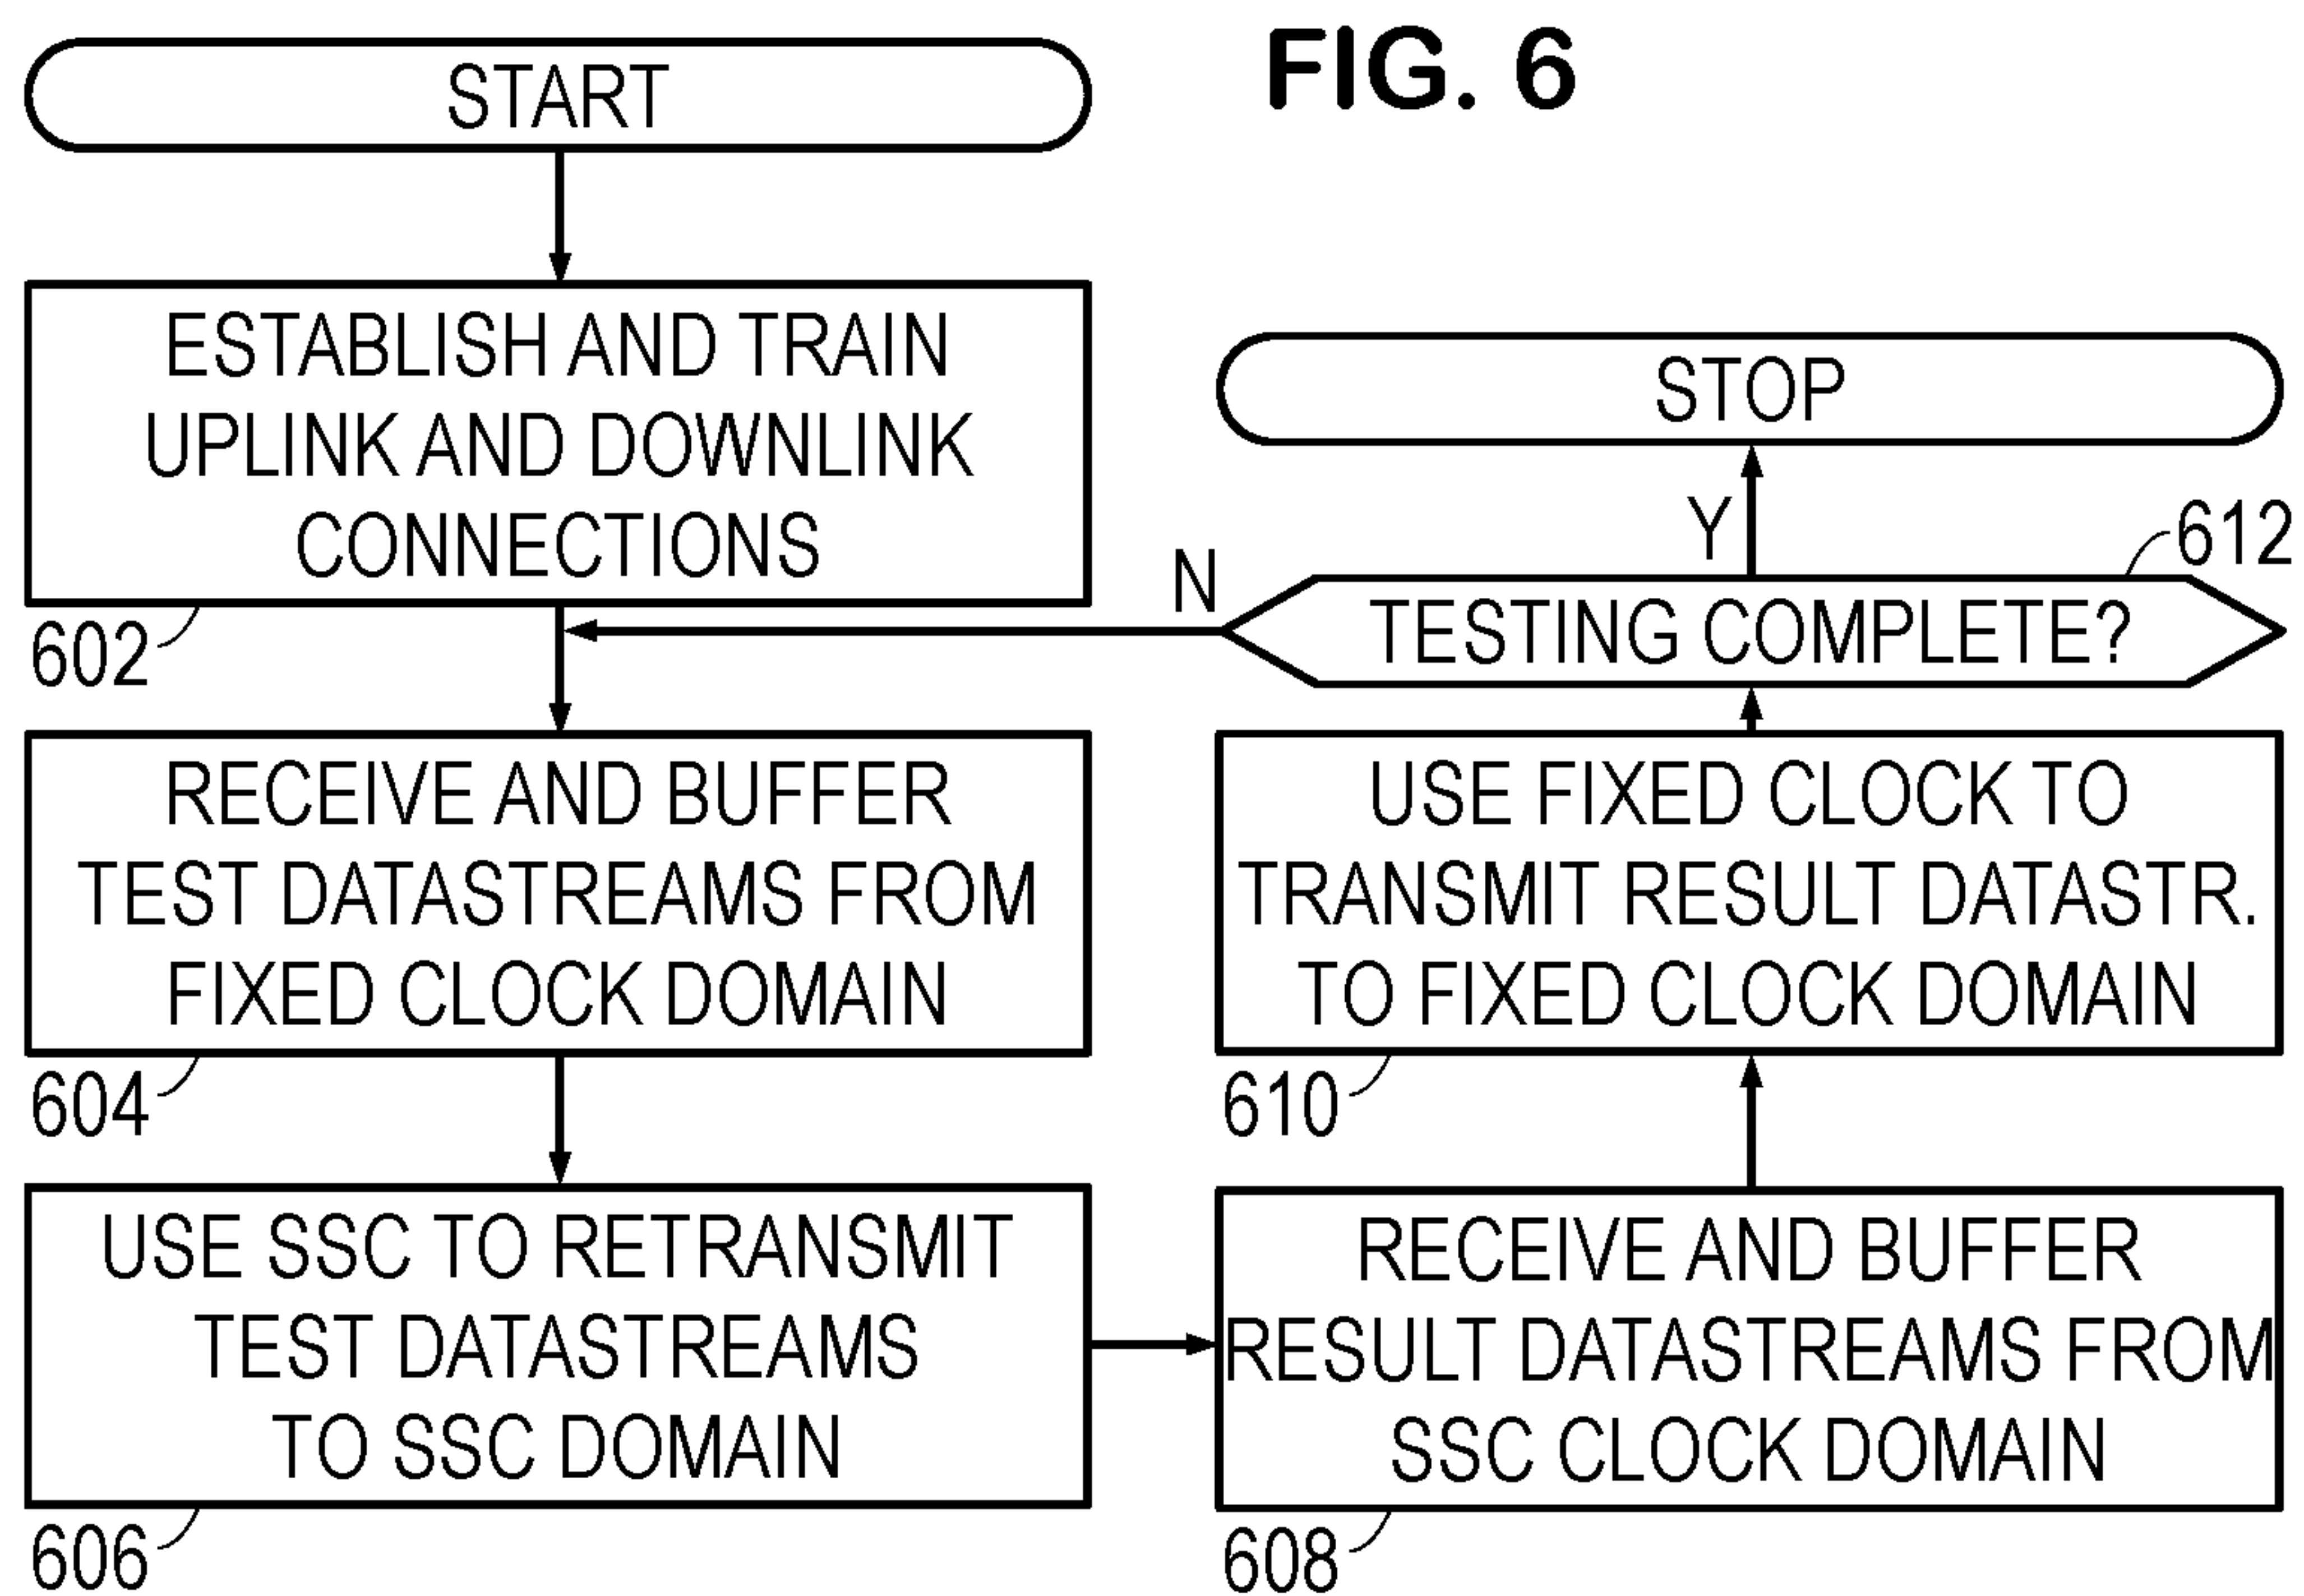 FIG. 6
START
ESTABLISH AND TRAIN
UPLINK AND DOWNLINK
CONNECTIONS
602
RECEIVE AND BUFFER
TEST DATASTREAMS FROM
FIXED CLOCK DOMAIN
604
USE SSC TO RETRANSMIT
TEST DATASTREAMS
TO SSC DOMAIN
606
RECEIVE AND BUFFER
RESULT DATASTREAMS FROM
SSC CLOCK DOMAIN
608
USE FIXED CLOCK TO
TRANSMIT RESULT DATASTR.
TO FIXED CLOCK DOMAIN
610
TESTING COMPLETE?
612
N
Y
STOP